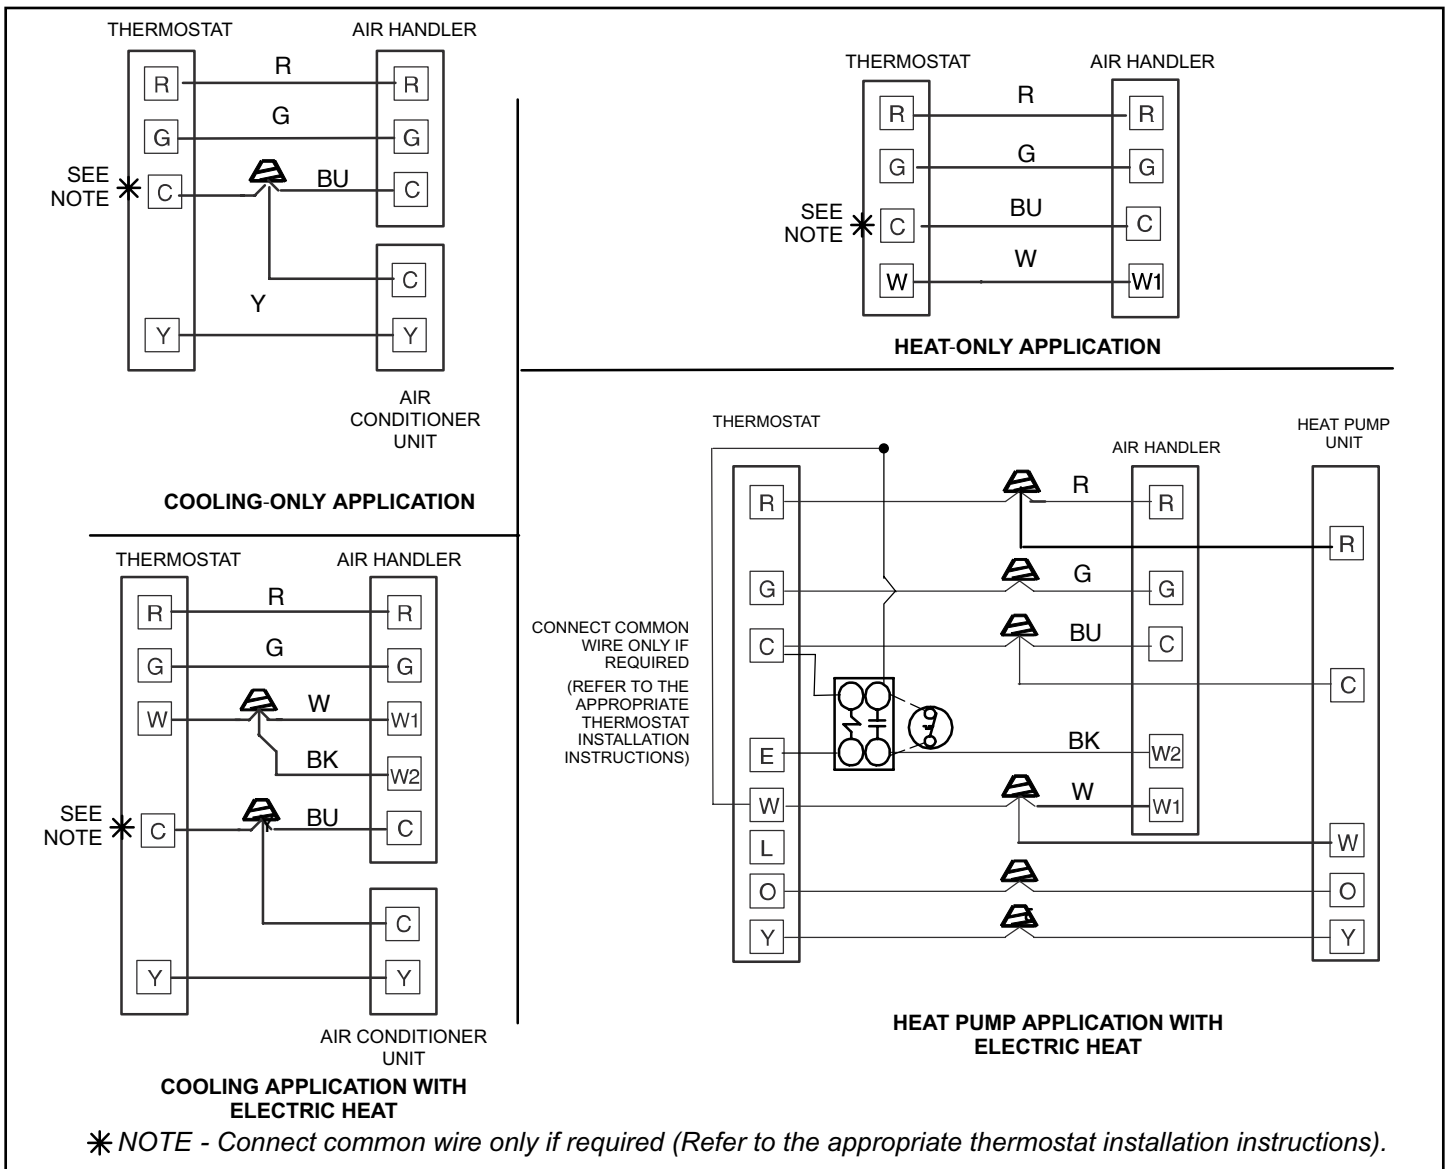 THERMOSTAT
AIR HANDLER
R
R
R
G
G
G
SEE
NOTE
C
BU
C
C
Y
Y
Y
AIR
CONDITIONER
UNIT
COOLING-ONLY APPLICATION
THERMOSTAT
AIR HANDLER
R
R
R
G
G
G
SEE
NOTE
C
BU
C
W
W
W1
HEAT-ONLY APPLICATION
THERMOSTAT
AIR HANDLER
R
R
R
G
G
G
W
W
W1
BK
W2
SEE
NOTE
C
BU
C
C
Y
Y
AIR CONDITIONER
UNIT
COOLING APPLICATION WITH
ELECTRIC HEAT
THERMOSTAT
AIR HANDLER
HEAT PUMP
UNIT
R
R
R
R
G
G
G
CONNECT COMMON
WIRE ONLY IF
REQUIRED
(REFER TO THE
APPROPRIATE
THERMOSTAT
INSTALLATION
INSTRUCTIONS)
C
BU
C
C
E
BK
W2
W
W
W1
W
L
O
O
Y
Y
HEAT PUMP APPLICATION WITH
ELECTRIC HEAT
NOTE - Connect common wire only if required (Refer to the appropriate thermostat installation instructions).